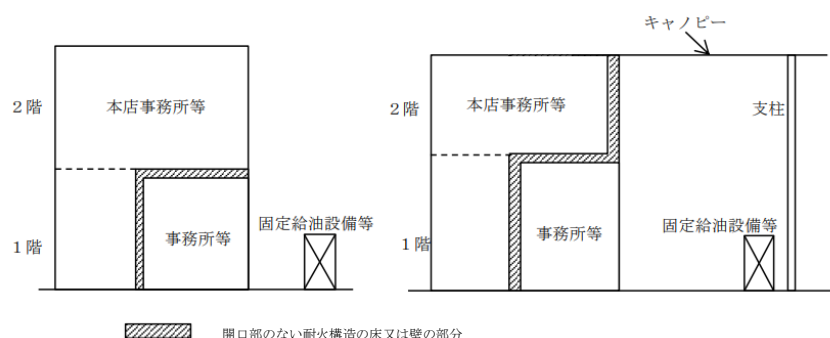 キャノピー
2階
本店事務所等
2階
本店事務所等
支柱
1階
事務所等
固定給油設備等
1階
事務所等
固定給油設備等
開口部のない耐火構造の床又は壁の部分